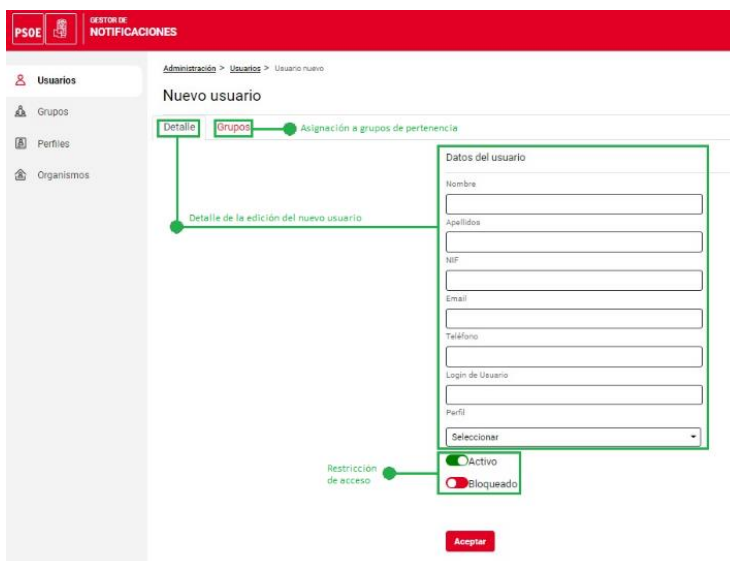 PSOE
GESTOR DE
NOTIFICACIONES
Usuarios
Grupos
Perfiles
Organismos
Administración > Usuarios > Usuario nuevo
Nuevo usuario
Detalle Grupos Asignación a grupos de pertenencia
Datos del usuario
Nombre
Detalle de la edición del nuevo usuario
Apellidos
NIF
Email
Teléfono
Login de Usuario
Perfil
Seleccionar
Activo
Restricción
de acceso
Bloqueado
Aceptar